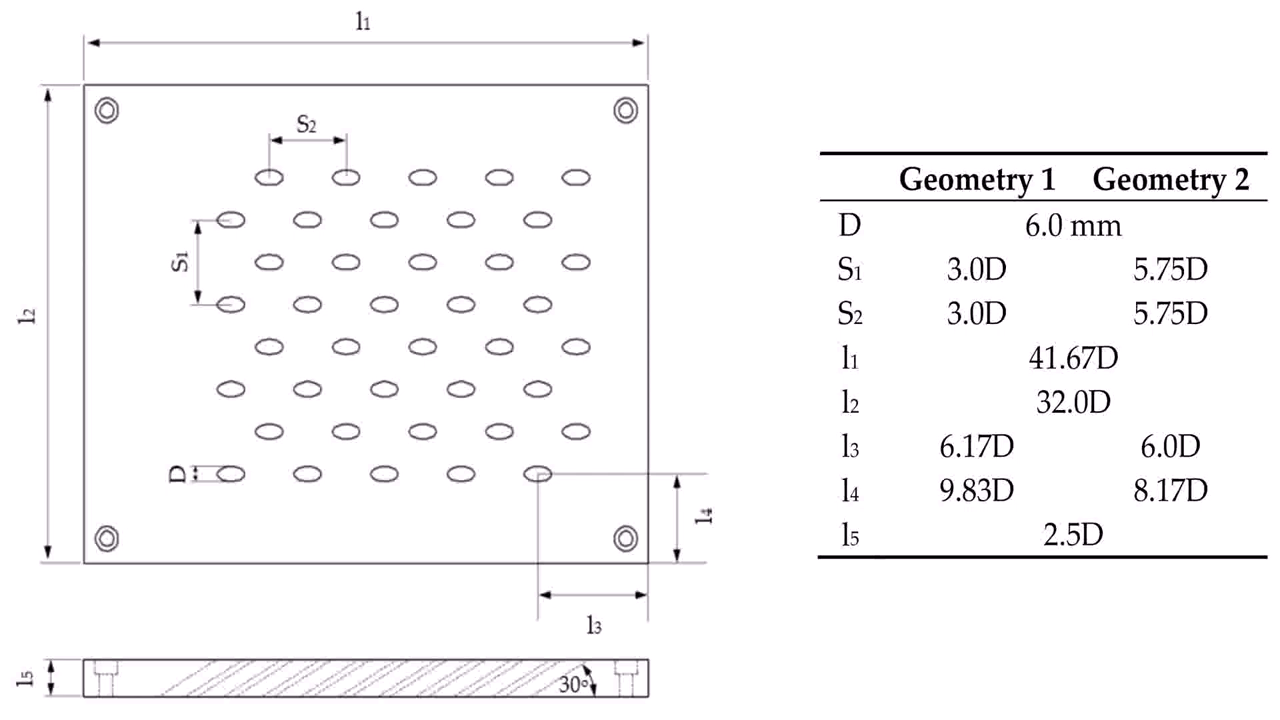 l1
S2
S1
l2
D
l4
l3
l5
30°
Geometry 1 Geometry 2
D 6.0 mm
S1 3.0D 5.75D
S2 3.0D 5.75D
l1 41.67D
l2 32.0D
l3 6.17D 6.0D
l4 9.83D 8.17D
l5 2.5D